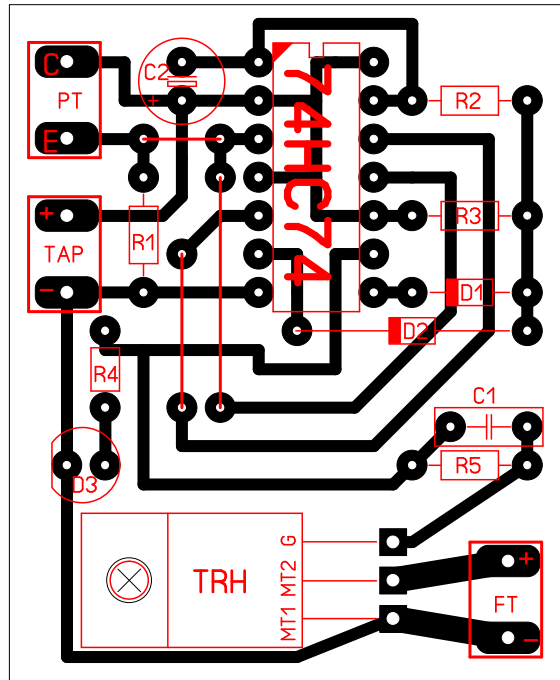 C
C2
PT
+
E
R2
74HC74
+
TAP
−
R1
R3
D1
D2
R4
C1
D3
R5
G
TRH
MT2
MT1
+
FT
−